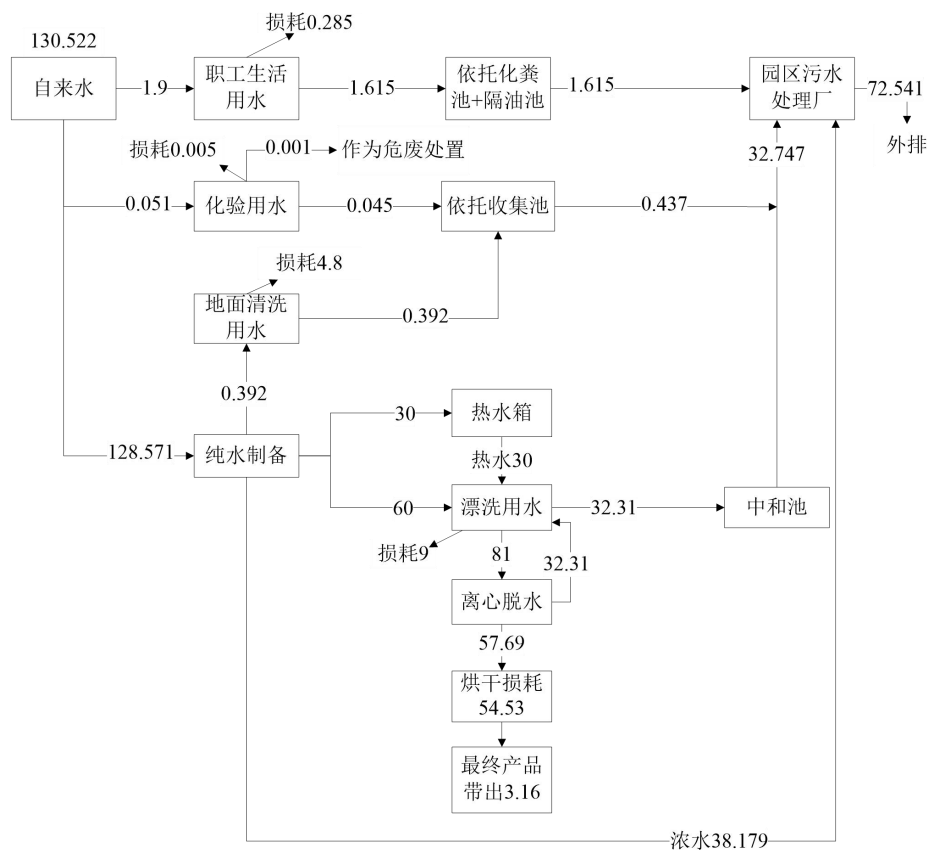 损耗0.285
130.522
自来水
1.9
职工生活
用水
1.615
依托化粪
池+隔油池
1.615
园区污水
处理厂
72.541
外排
损耗0.005
0.001
作为危废处置
32.747
0.051
化验用水
0.045
依托收集池
0.437
损耗4.8
地面清洗
用水
0.392
0.392
30
热水箱
128.571
纯水制备
热水30
60
漂洗用水
32.31
中和池
损耗9
81
32.31
离心脱水
57.69
烘干损耗
54.53
最终产品
带出3.16
浓水38.179